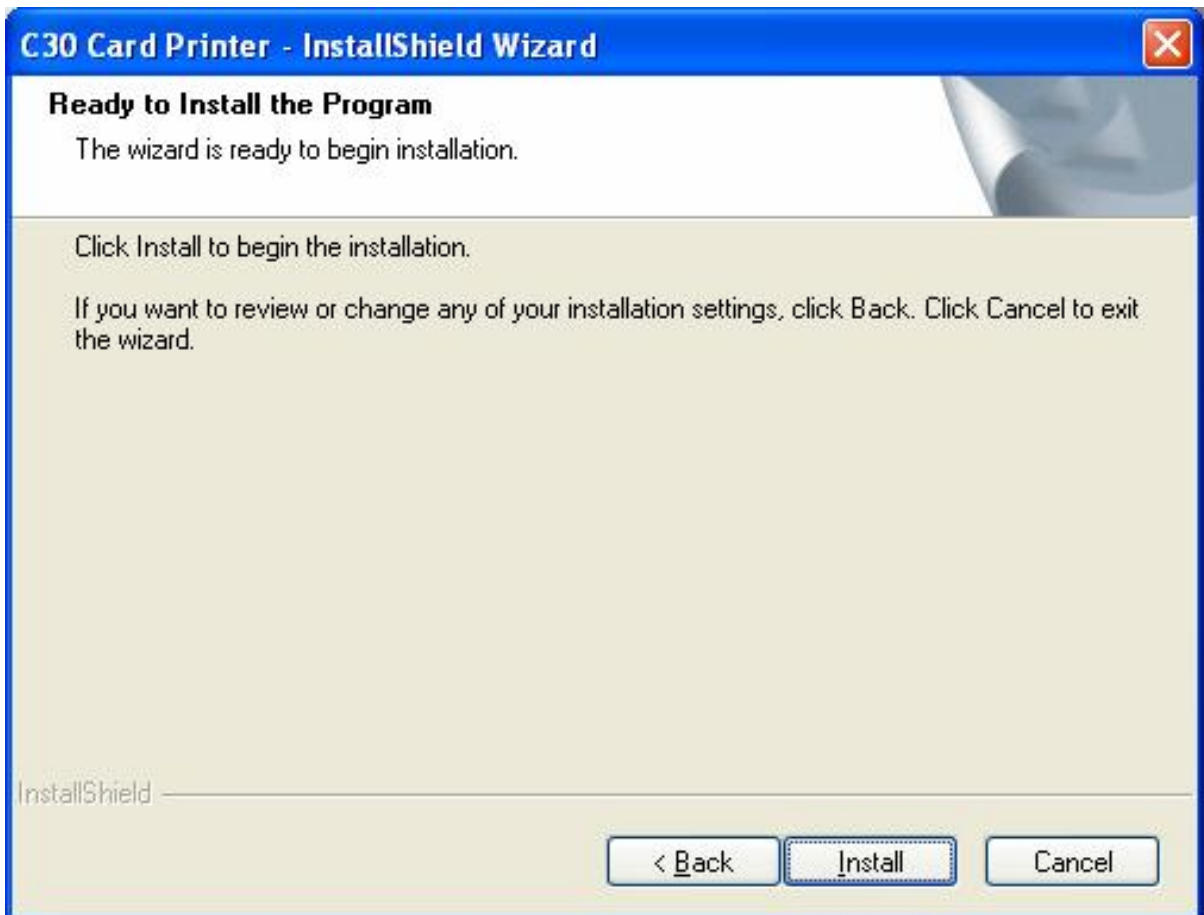 C30 Card Printer - InstallShield Wizard
Ready to Install the Program
The wizard is ready to begin installation.
Click Install to begin the installation.
If you want to review or change any of your installation settings, click Back. Click Cancel to exit
the wizard.
InstallShield
< Back Install Cancel